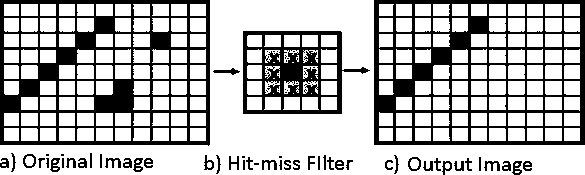 x x x
x x
x x x
a) Original Image
b) Hit-miss FIlter
c) Output Image